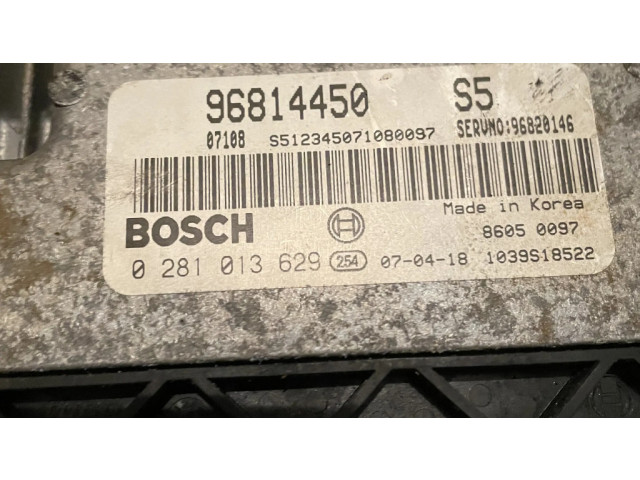 96814450 S5
07108 S512345071080097 SERVNO:96820146
Made in Korea
BOSCH 8605 0097
0 281 013 629 254 07-04-18 1039S18522